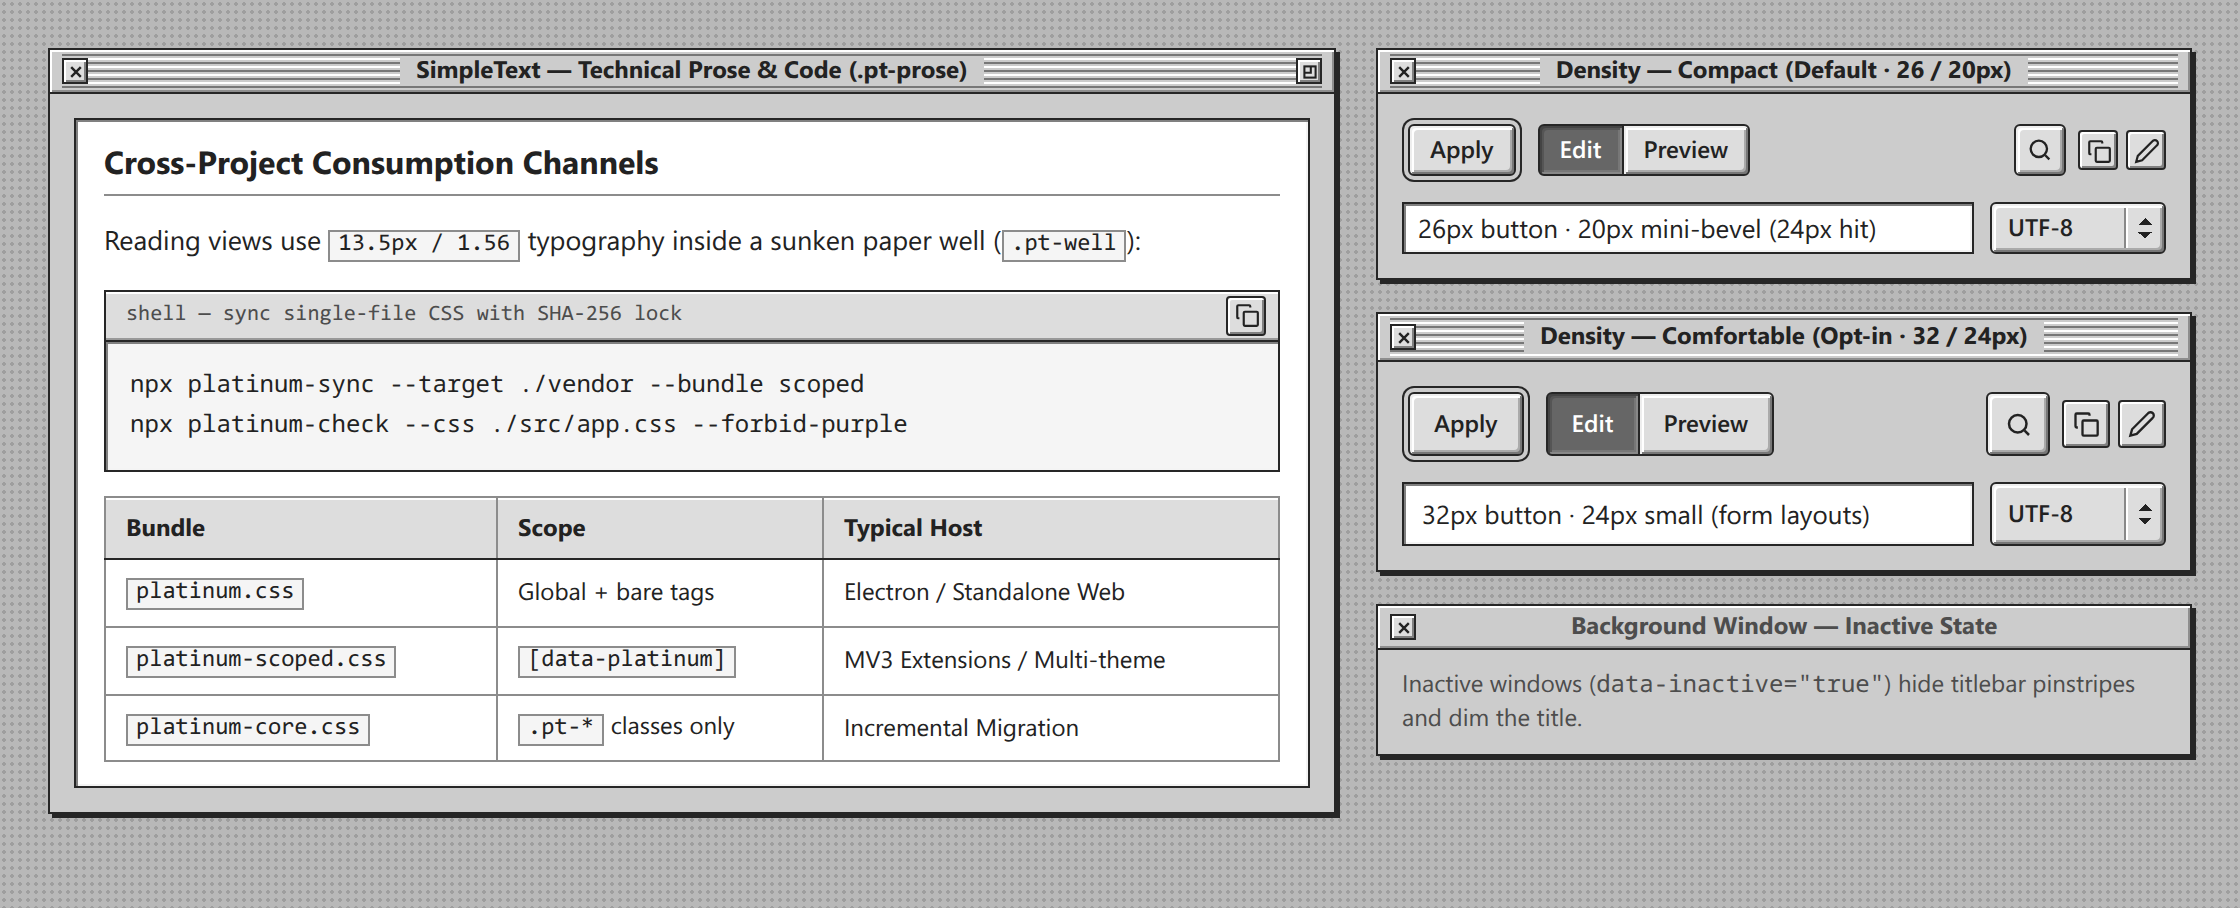 SimpleText — Technical Prose & Code (.pt-prose)
Cross-Project Consumption Channels
Reading views use 13.5px / 1.56 typography inside a sunken paper well (.pt-well):
shell — sync single-file CSS with SHA-256 lock
npx platinum-sync --target ./vendor --bundle scoped
npx platinum-check --css ./src/app.css --forbid-purple
Bundle Scope Typical Host
platinum.css Global + bare tags Electron / Standalone Web
platinum-scoped.css [data-platinum] MV3 Extensions / Multi-theme
platinum-core.css .pt-* classes only Incremental Migration
Density — Compact (Default · 26 / 20px)
Apply Edit Preview
26px button · 20px mini-bevel (24px hit) UTF-8
Density — Comfortable (Opt-in · 32 / 24px)
Apply Edit Preview
32px button · 24px small (form layouts) UTF-8
Background Window — Inactive State
Inactive windows (data-inactive="true") hide titlebar pinstripes
and dim the title.